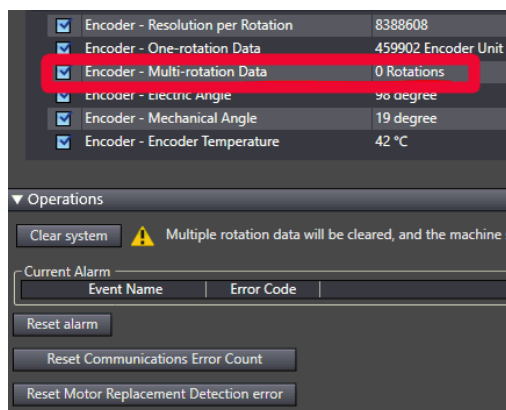 Encoder - Resolution per Rotation 8388608
Encoder - One-rotation Data 459902 Encoder Unit
Encoder - Multi-rotation Data 0 Rotations
Encoder - Electric Angle 98 degree
Encoder - Mechanical Angle 19 degree
Encoder - Encoder Temperature 42 °C
Operations
Clear system Multiple rotation data will be cleared, and the machine
Current Alarm
Event Name Error Code
Reset alarm
Reset Communications Error Count
Reset Motor Replacement Detection error